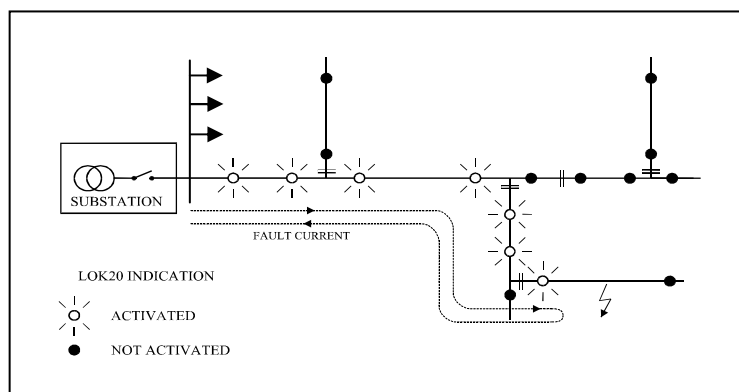 SUBSTATION
FAULT CURRENT
LOK20 INDICATION
ACTIVATED
NOT ACTIVATED